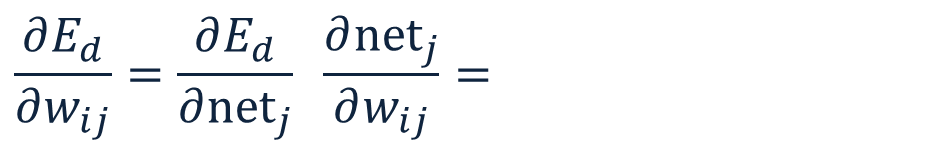 ∂E_d/∂w_ij = ∂E_d/∂net_j ∂net_j/∂w_ij =